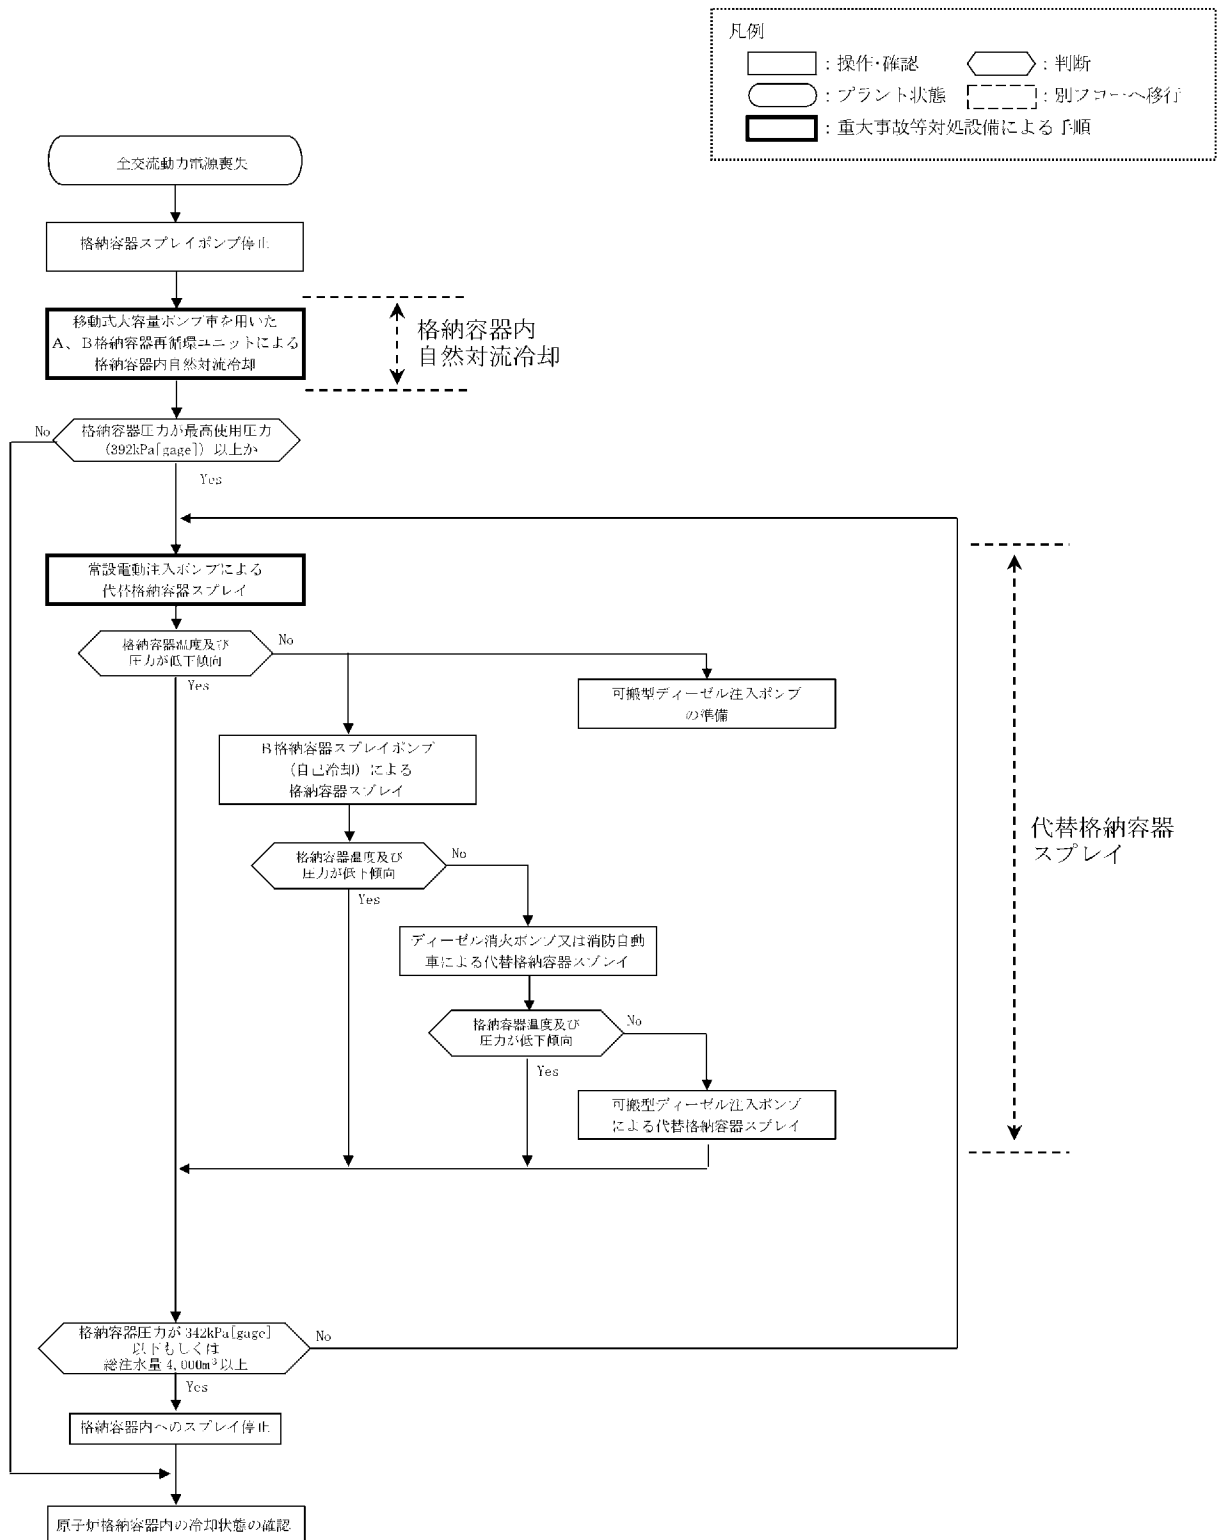 凡例
：操作・確認
：判断
：プラント状態
：別フローへ移行
：重大事故等対処設備による手順
全交流動力電源喪失
格納容器スプレイポンプ停止
移動式大容量ポンプ車を用いた
A、B格納容器再循環ユニットによる
格納容器内自然対流冷却
格納容器内
自然対流冷却
No
格納容器圧力が最高使用圧力
（392kPa[gage]）以上か
Yes
常設電動注入ポンプによる
代替格納容器スプレイ
格納容器温度及び
圧力が低下傾向
No
Yes
可搬型ディーゼル注入ポンプ
の準備
B格納容器スプレイポンプ
（自己冷却）による
格納容器スプレイ
格納容器温度及び
圧力が低下傾向
No
Yes
代替格納容器
スプレイ
ディーゼル消火ポンプ又は消防自動
車による代替格納容器スプレイ
格納容器温度及び
圧力が低下傾向
No
Yes
可搬型ディーゼル注入ポンプ
による代替格納容器スプレイ
格納容器圧力が342kPa[gage]
以下もしくは
総注水量4,000m³以上
No
Yes
格納容器内へのスプレイ停止
原子炉格納容器内の冷却状態の確認